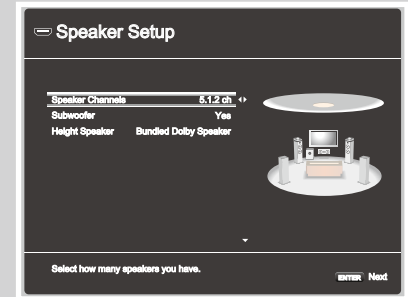 Speaker Setup
Speaker Channels 5.1.2 ch
Subwoofer Yes
Height Speaker Bundled Dolby Speaker
Select how many speakers you have.
ENTER Next